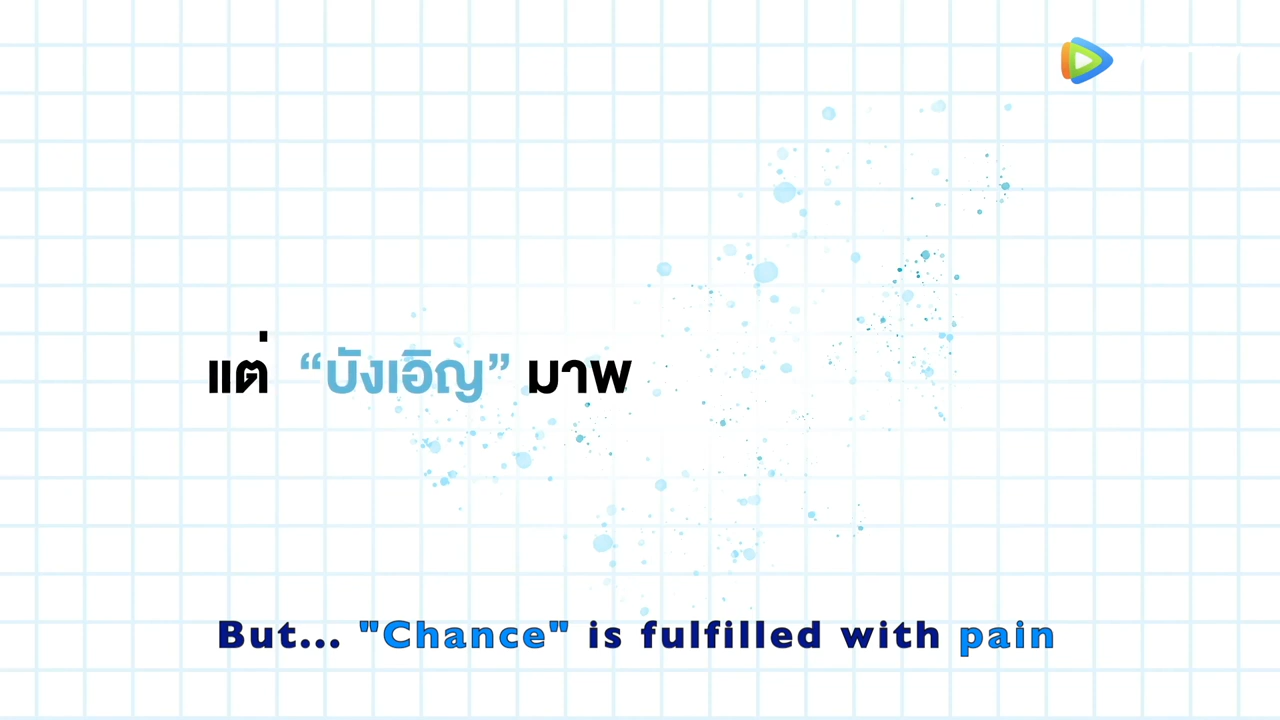 แต่ “บังเอิญ” มาพ
But... "Chance" is fulfilled with pain